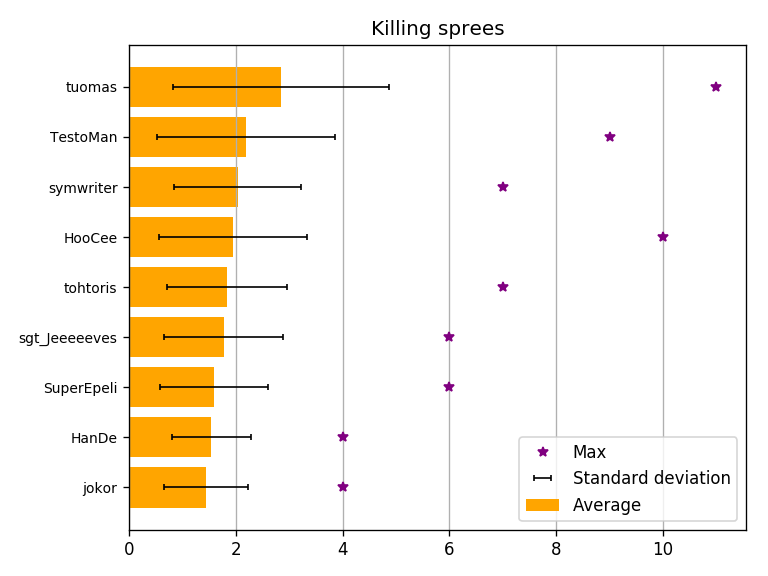 Killing sprees
tuomas
TestoMan
symwriter
HooCee
tohtoris
sgt_Jeeeeeves
SuperEpeli
HanDe
jokor
Max
Standard deviation
Average
0 2 4 6 8 10